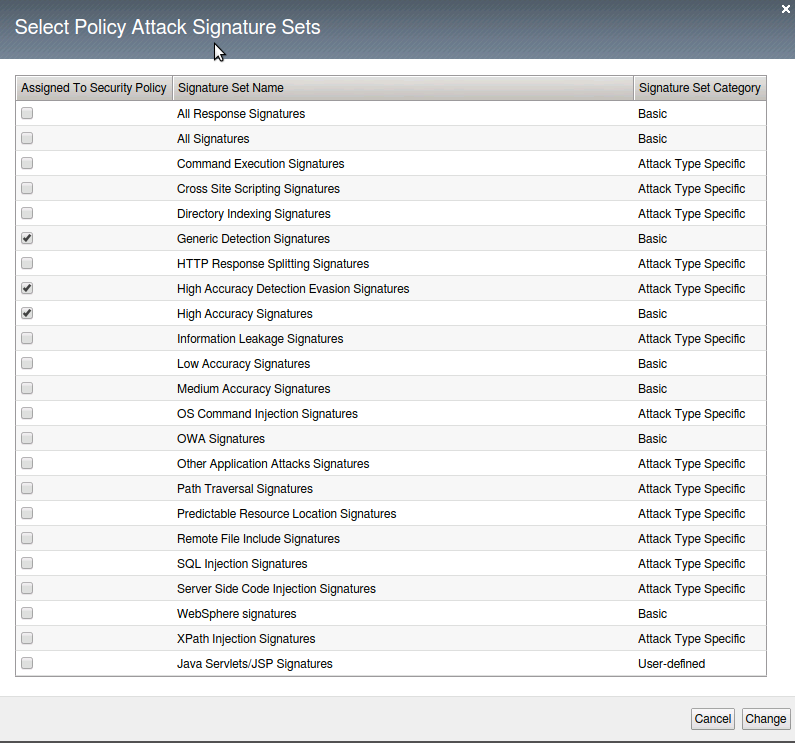 Select Policy Attack Signature Sets
Assigned To Security Policy Signature Set Name Signature Set Category
All Response Signatures Basic
All Signatures Basic
Command Execution Signatures Attack Type Specific
Cross Site Scripting Signatures Attack Type Specific
Directory Indexing Signatures Attack Type Specific
Generic Detection Signatures Basic
HTTP Response Splitting Signatures Attack Type Specific
High Accuracy Detection Evasion Signatures Attack Type Specific
High Accuracy Signatures Basic
Information Leakage Signatures Attack Type Specific
Low Accuracy Signatures Basic
Medium Accuracy Signatures Basic
OS Command Injection Signatures Attack Type Specific
OWA Signatures Basic
Other Application Attacks Signatures Attack Type Specific
Path Traversal Signatures Attack Type Specific
Predictable Resource Location Signatures Attack Type Specific
Remote File Include Signatures Attack Type Specific
SQL Injection Signatures Attack Type Specific
Server Side Code Injection Signatures Attack Type Specific
WebSphere signatures Basic
XPath Injection Signatures Attack Type Specific
Java Servlets/JSP Signatures User-defined
Cancel Change